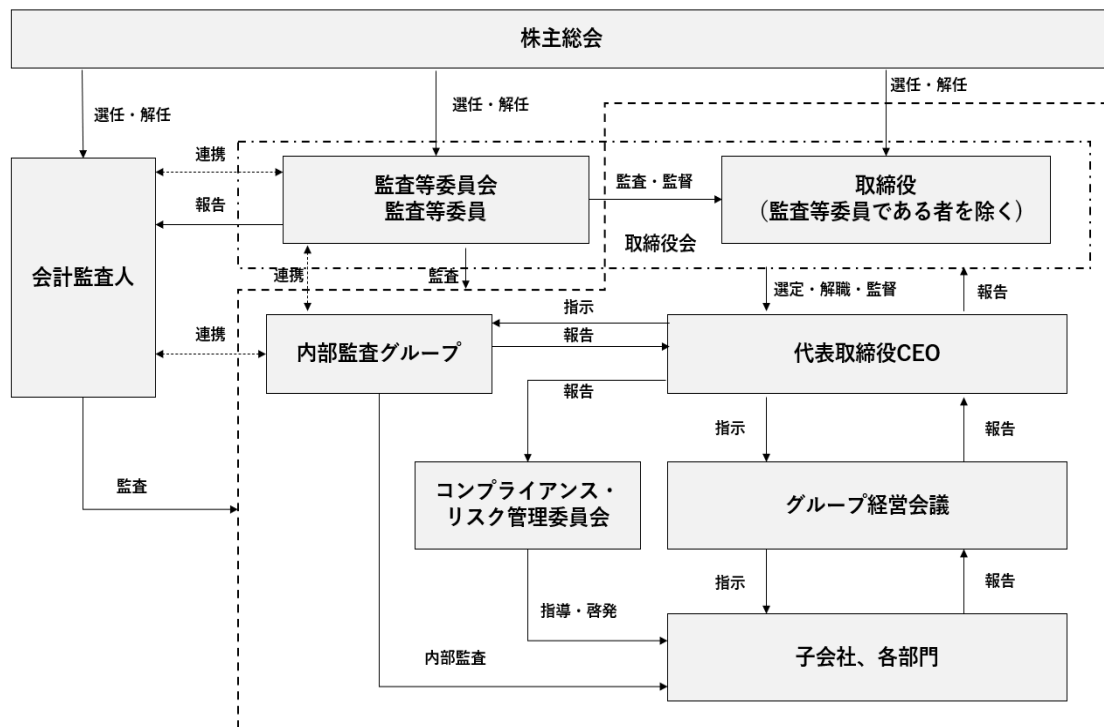 株主総会
選任・解任
選任・解任
選任・解任
連携
監査等委員会
監査等委員
監査・監督
取締役
（監査等委員である者を除く）
報告
取締役会
会計監査人
連携
監査
選定・解職・監督
報告
指示
連携
内部監査グループ
報告
代表取締役CEO
報告
指示
報告
監査
コンプライアンス・
リスク管理委員会
グループ経営会議
指示
報告
指導・啓発
内部監査
子会社、各部門